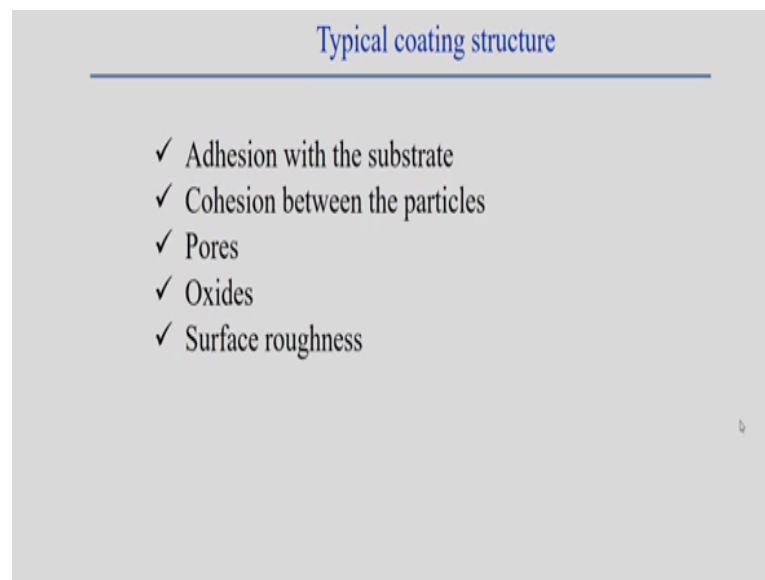 Typical coating structure
✓ Adhesion with the substrate
✓ Cohesion between the particles
✓ Pores
✓ Oxides
✓ Surface roughness